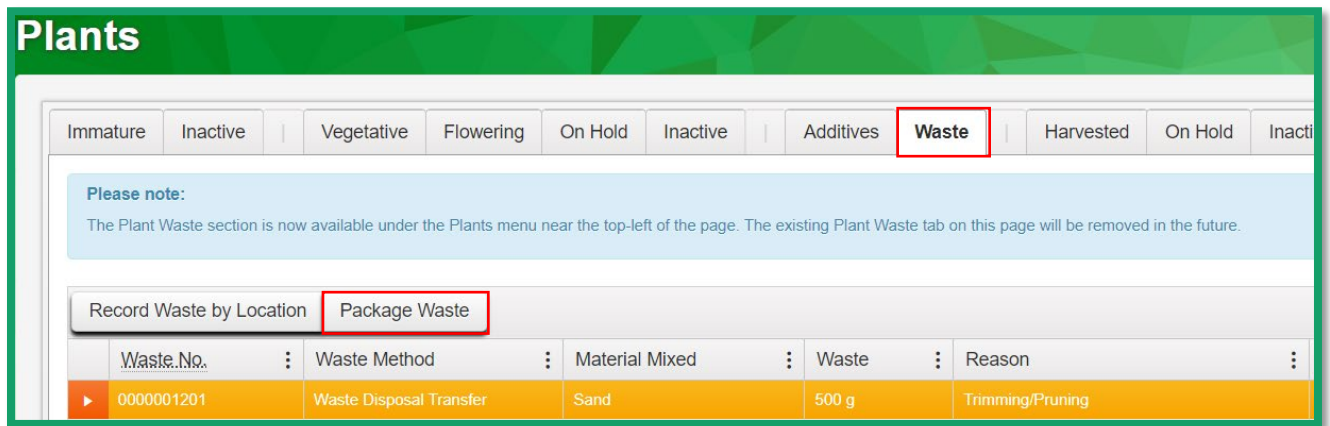 Plants
Immature Inactive | Vegetative Flowering On Hold Inactive | Additives Waste | Harvested On Hold
Please note:
The Plant Waste section is now available under the Plants menu near the top-left of the page. The existing Plant Waste tab on this page will be removed in the future.
Record Waste by Location Package Waste
Waste No. Waste Method Material Mixed Waste Reason
0000001201 Waste Disposal Transfer Sand 500 g Trimming/Pruning